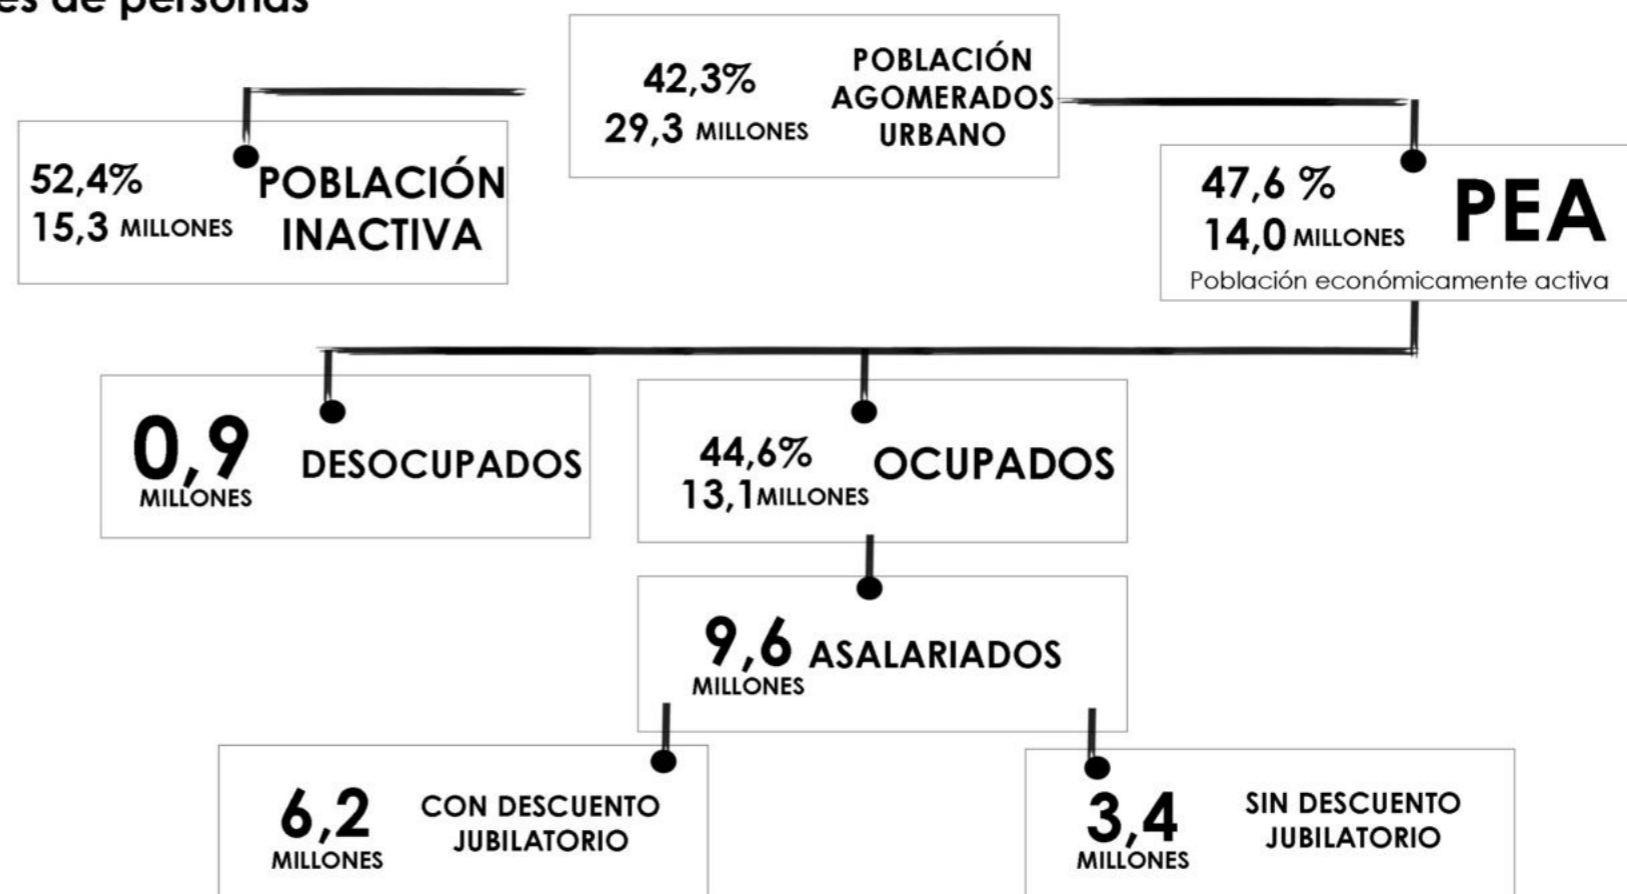 de personas
42,3%
29,3 MILLONES
POBLACIÓN
AGOMERADOS
URBANO
52,4%
15,3 MILLONES
POBLACIÓN
INACTIVA
47,6 %
14,0 MILLONES
PEA
Población económicamente activa
0,9
MILLONES
DESOCUPADOS
44,6%
13,1 MILLONES
OCUPADOS
9,6
MILLONES
ASALARIADOS
6,2
MILLONES
CON DESCUENTO
JUBILATORIO
3,4
MILLONES
SIN DESCUENTO
JUBILATORIO